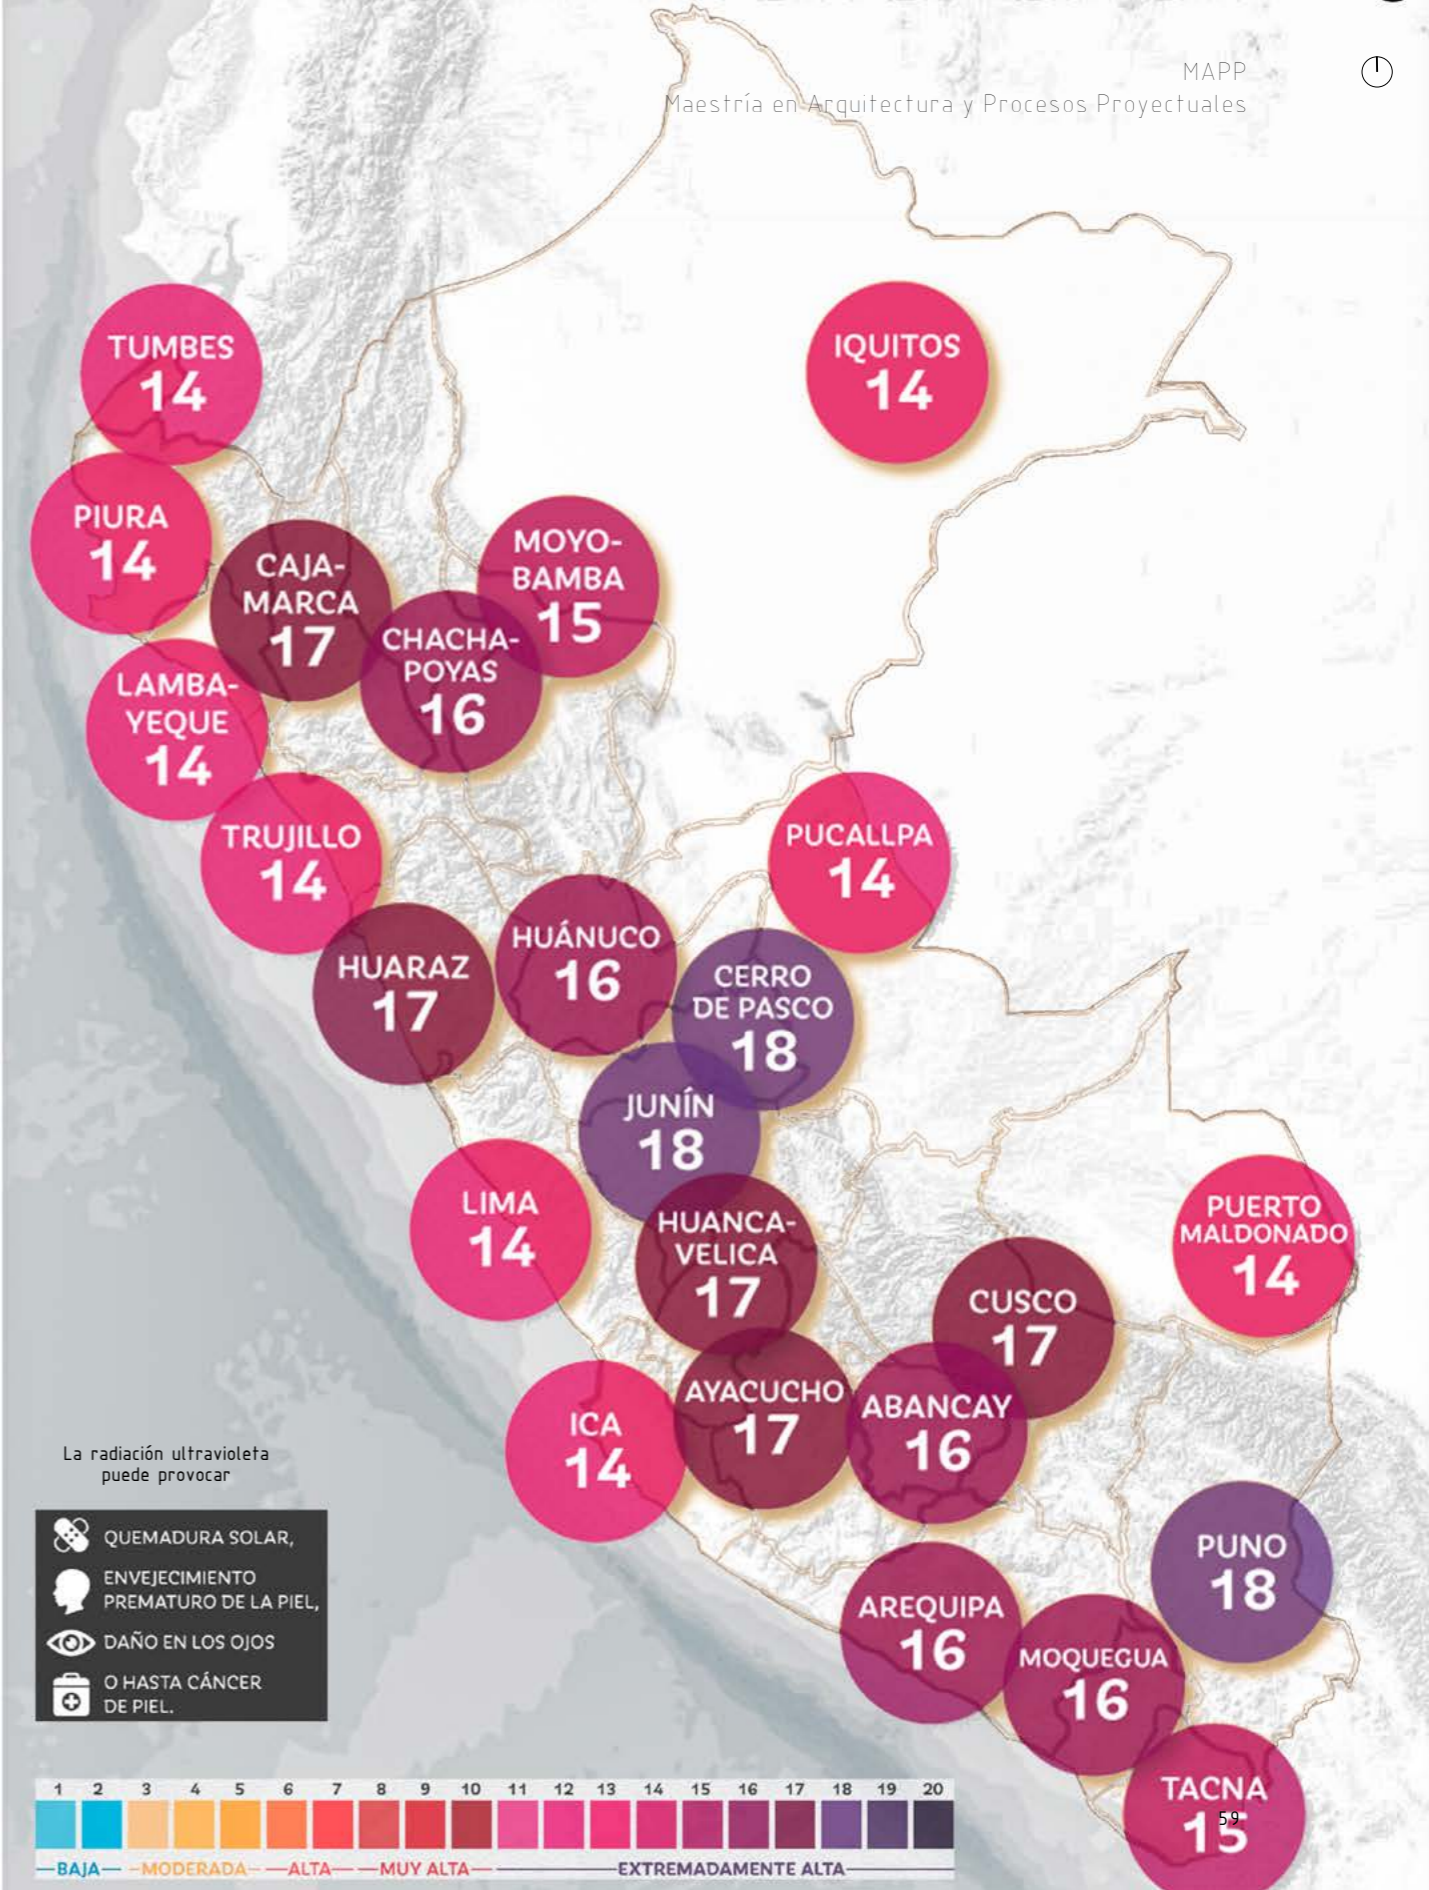 MAPP
Maestría en Arquitectura y Procesos Proyectuales
TUMBES
14
IQUITOS
14
PIURA
14
MOYO-
BAMBA
15
CAJA-
MARCA
17
CHACHA-
POYAS
16
LAMBA-
YEQUE
14
TRUJILLO
14
PUCALLPA
14
HUÁNUCO
16
HUARAZ
17
CERRO
DE PASCO
18
JUNÍN
18
LIMA
14
HUANCA-
VELICA
17
PUERTO
MALDONADO
14
CUSCO
17
AYACUCHO
17
ABANCAY
16
ICA
14
La radiación ultravioleta
puede provocar
QUEMADURA SOLAR,
ENVEJECIMIENTO
PREMATURO DE LA PIEL,
DAÑO EN LOS OJOS
O HASTA CÁNCER
DE PIEL.
PUNO
18
AREQUIPA
16
MOQUEGUA
16
TACNA
15
59
1 2 3 4 5 6 7 8 9 10 11 12 13 14 15 16 17 18 19 20
BAJA MODERADA ALTA MUY ALTA EXTREMADAMENTE ALTA